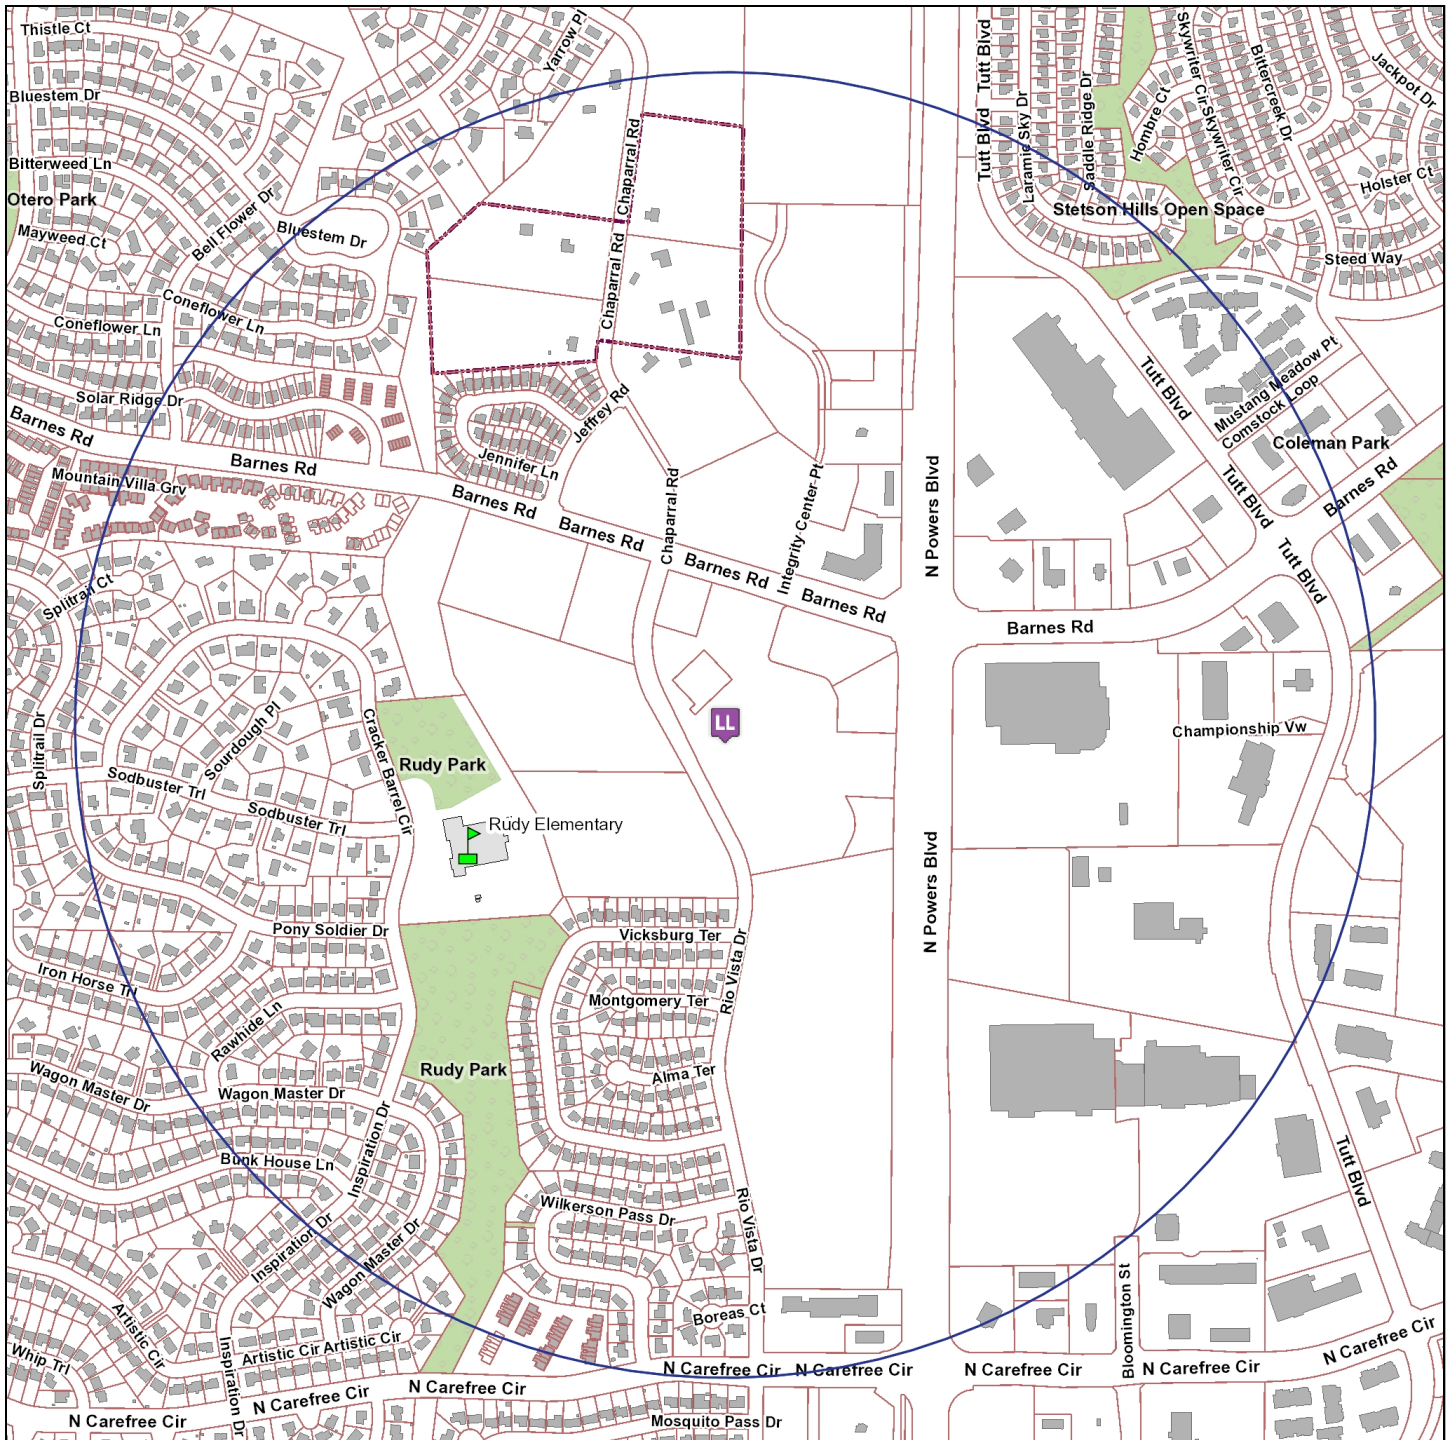 Thistle Ct
Yarrow Pl
Tutt Blvd
Skywriter Cir
Bittercreek Dr
Jackpot Dr
Bluestem Dr
Laramie Sky Dr
Saddle Ridge Dr
Hombre Ct
Skywriter Cir
Tutt Blvd
Chaparral Rd
Bitterweed Ln
Otero Park
Holster Ct
Stetson Hills Open Space
Bell Flower Dr
Mayweed Ct
Bluestem Dr
Chaparral Rd
Steed Way
Coneflower Ln
Coneflower Ln
Solar Ridge Dr
Jeffrey Rd
Tutt Blvd
Mustang Meadow Pt
Comstock Loop
Coleman Park
Barnes Rd
Barnes Rd
Jennifer Ln
Mountain Villa Grv
Barnes Rd
Barnes Rd
Chaparral Rd
Integrity Center Pt
N Powers Blvd
Tutt Blvd
Barnes Rd
Barnes Rd
Barnes Rd
Tutt Blvd
Splitrail Ct
Barnes Rd
Splitrail Dr
Sourdough Pl
Cracker Barrel Cir
LL
Championship Vw
Rudy Park
Sodbuster Trl
Sodbuster Trl
Rudy Elementary
N Powers Blvd
Pony Soldier Dr
Vicksburg Ter
Rio Vista Dr
Iron Horse Trl
Montgomery Ter
Rawhide Ln
Rudy Park
Alma Ter
Wagon Master Dr
Wagon Master Dr
Inspiration Dr
Bunk House Ln
Tutt Blvd
Wilkerson Pass Dr
Rio Vista Dr
Inspiration Dr
Wagon Master Dr
Bloomington St
Artistic Cir
Boreas Ct
Whip Trl
Inspiration Dr
Artistic Cir
Artistic Cir
N Carefree Cir
N Carefree Cir
N Carefree Cir
N Carefree Cir
N Carefree Cir
N Carefree Cir
N Carefree Cir
N Carefree Cir
Mosquito Pass Dr